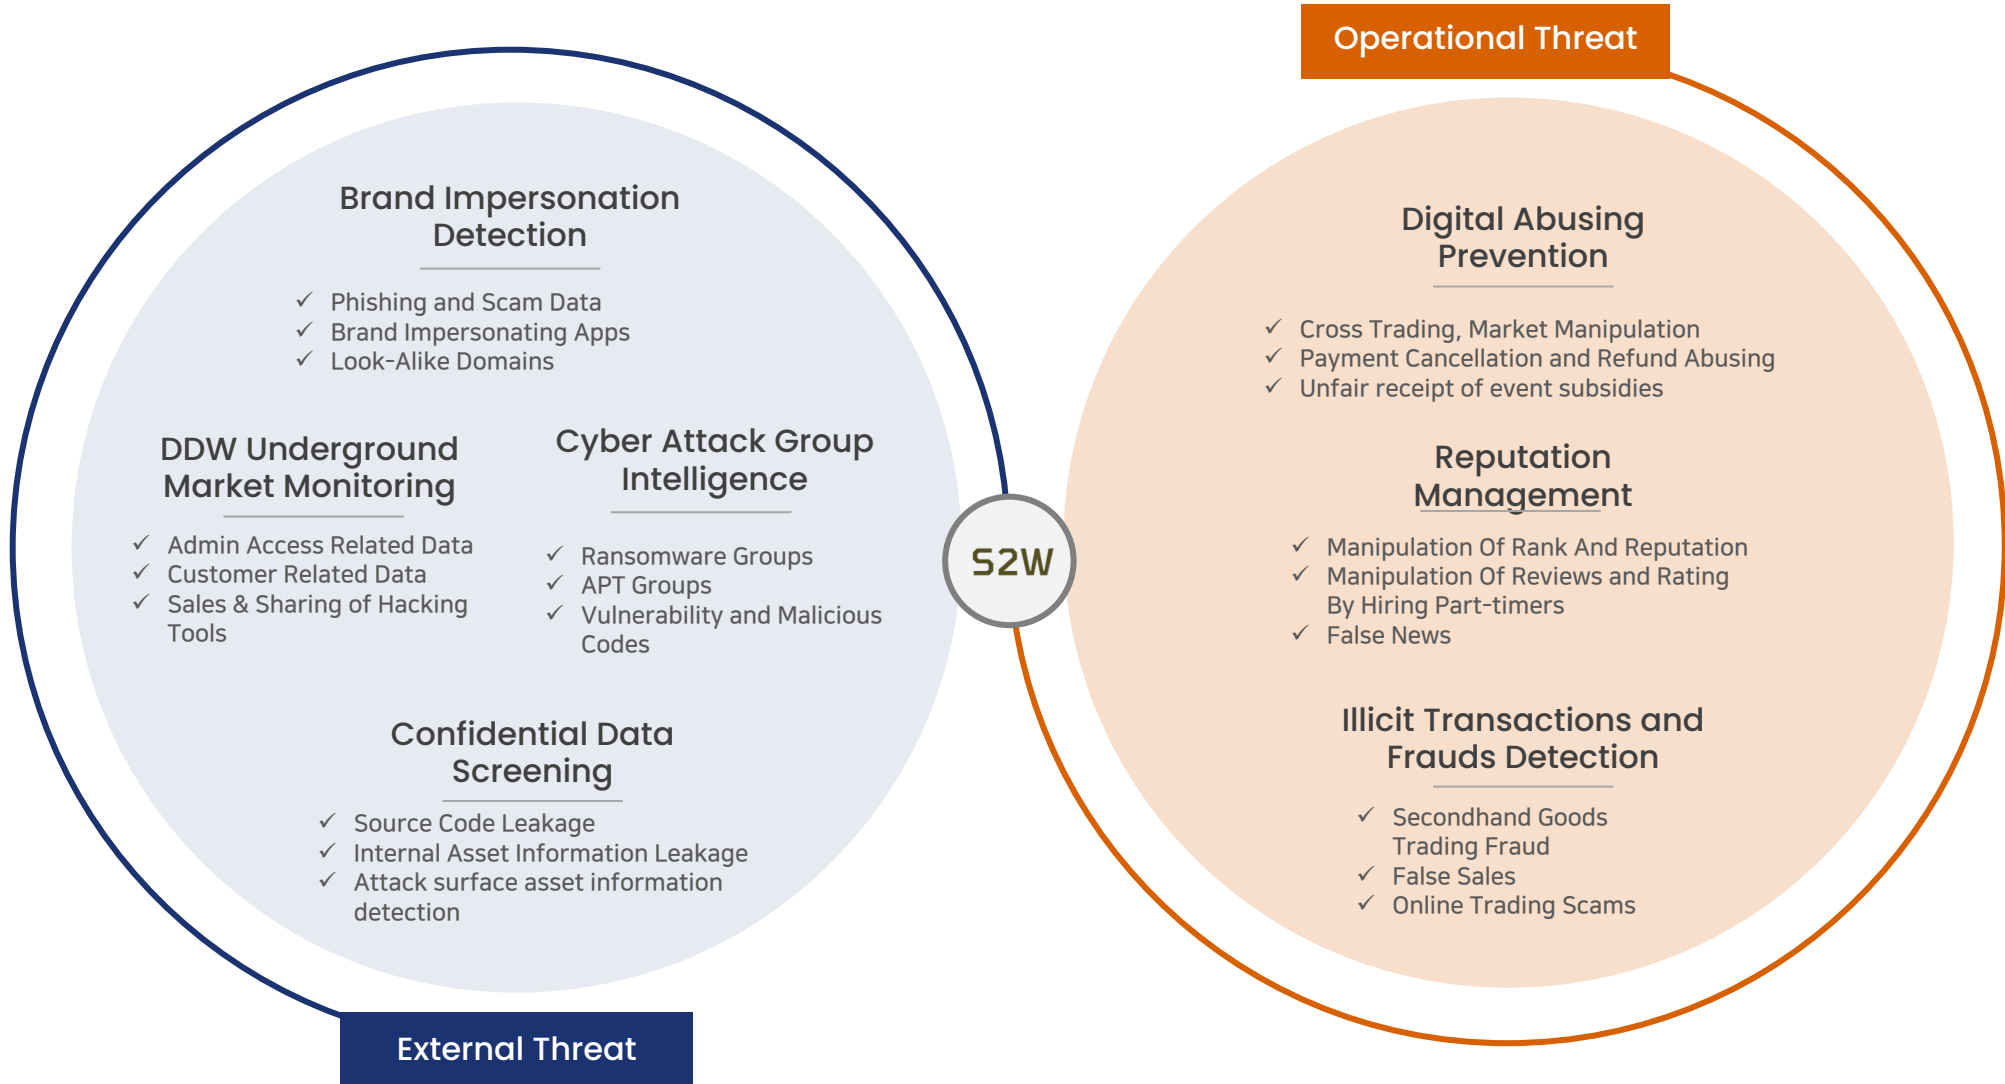 Operational Threat
Brand Impersonation
Detection
✓ Phishing and Scam Data
✓ Brand Impersonating Apps
✓ Look-Alike Domains
DDW Underground
Market Monitoring
✓ Admin Access Related Data
✓ Customer Related Data
✓ Sales & Sharing of Hacking
Tools
Cyber Attack Group
Intelligence
✓ Ransomware Groups
✓ APT Groups
✓ Vulnerability and Malicious
Codes
Confidential Data
Screening
✓ Source Code Leakage
✓ Internal Asset Information Leakage
✓ Attack surface asset information
detection
External Threat
S2W
Digital Abusing
Prevention
✓ Cross Trading, Market Manipulation
✓ Payment Cancellation and Refund Abusing
✓ Unfair receipt of event subsidies
Reputation
Management
✓ Manipulation Of Rank And Reputation
✓ Manipulation Of Reviews and Rating
By Hiring Part-timers
✓ False News
Illicit Transactions and
Frauds Detection
✓ Secondhand Goods
Trading Fraud
✓ False Sales
✓ Online Trading Scams